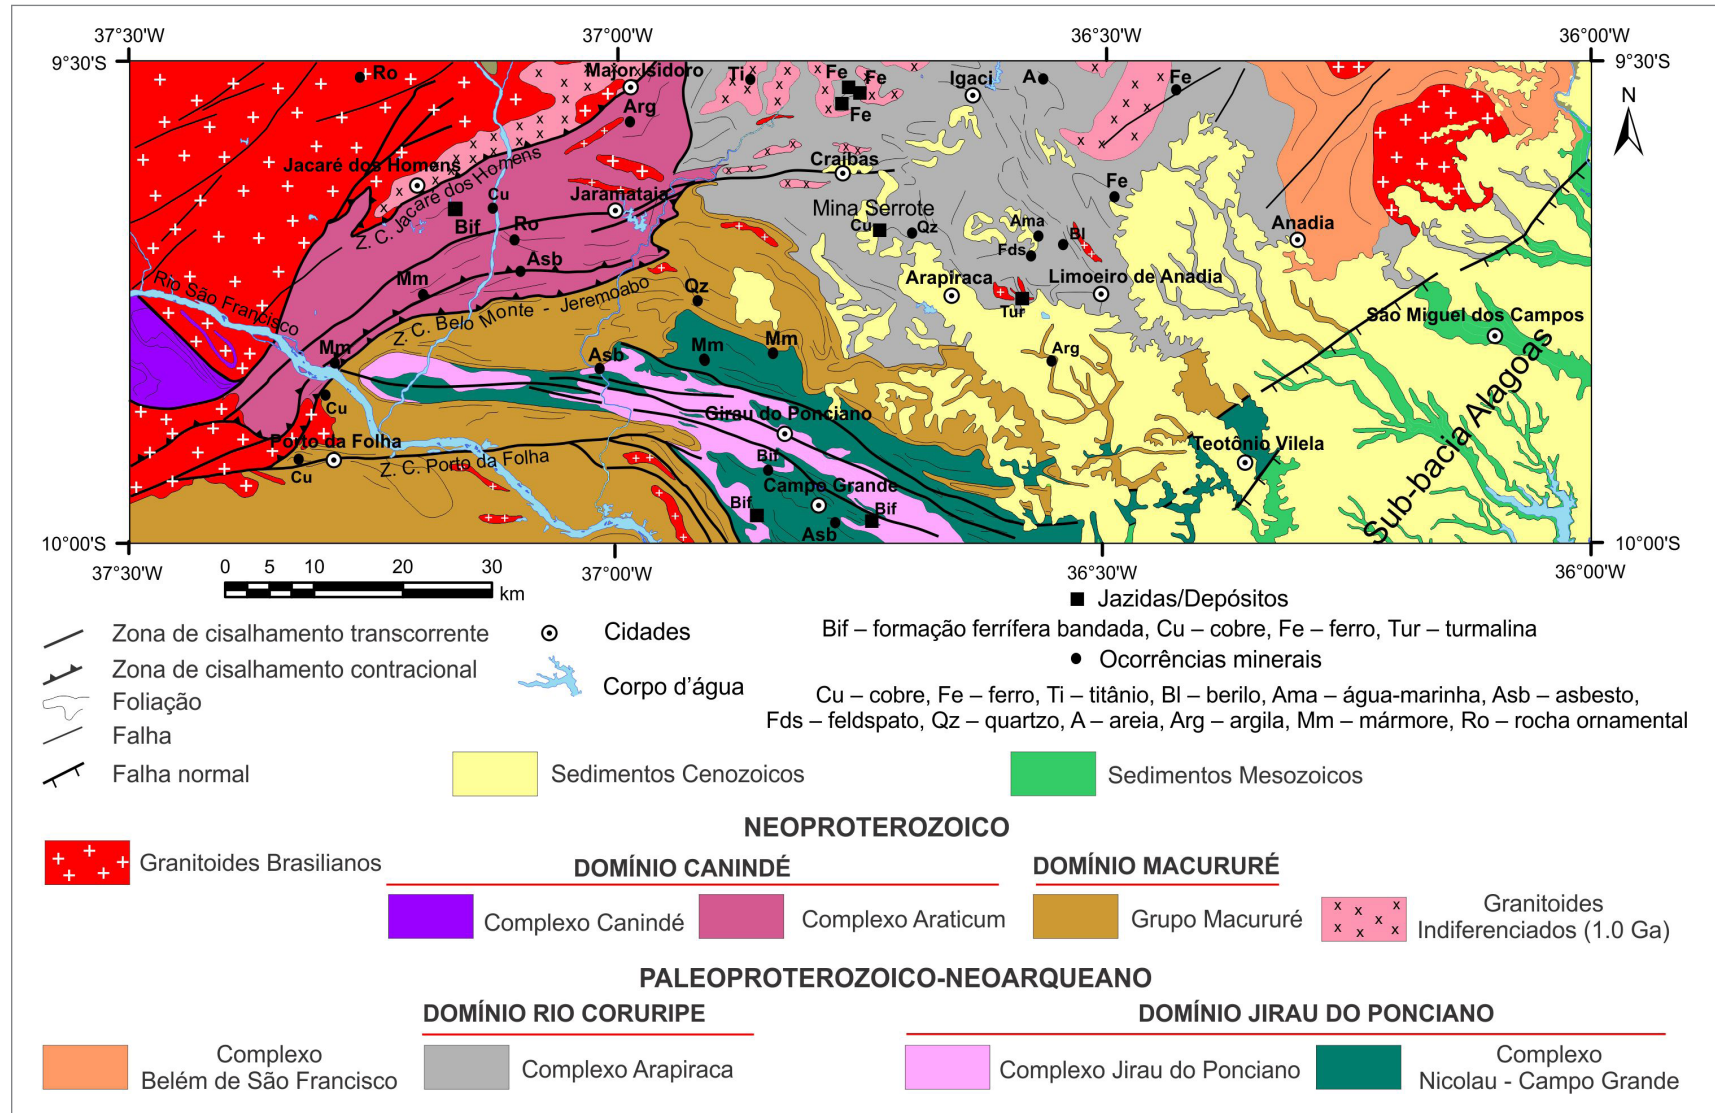 37°30'W 37°00'W 36°30'W 36°00'W
9°30'S 9°30'S
Ro
Major Isidoro
Arg
Ti
Fe Fe
Fe
Igaci
A
Fe
N
Jacaré dos Homens
Z. C. Jacaré dos Homens
Cu
Bif
Ro
Jaramataia
Craíbas
Mina Serrote
Cu
Qz
Ama
Fds
Bl
Fe
Anadia
Asb
Mm
Rio São Francisco
Z. C. Belo Monte - Jeremoabo
Qz
Arapiraca
Limoeiro de Anadia
Tur
São Miguel dos Campos
Mm
Asb
Mm
Mm
Arg
Cu
Girau do Ponciano
Porto da Folha
Cu
Z. C. Porto da Folha
Bif
Campo Grande
Bif
Bif
Asb
Teotônio Vilela
Sub-bacia Alagoas
10°00'S 10°00'S
37°30'W 37°00'W 36°30'W 36°00'W
0 5 10 20 30
km
Zona de cisalhamento transcorrente
Zona de cisalhamento contracional
Foliação
Falha
Falha normal
Cidades
Corpo d'água
Jazidas/Depósitos
Bif – formação ferrífera bandada, Cu – cobre, Fe – ferro, Tur – turmalina
Ocorrências minerais
Cu – cobre, Fe – ferro, Ti – titânio, Bl – berilo, Ama – água-marinha, Asb – asbesto,
Fds – feldspato, Qz – quartzo, A – areia, Arg – argila, Mm – mármore, Ro – rocha ornamental
Sedimentos Cenozoicos
Sedimentos Mesozoicos
NEOPROTEROZOICO
Granitoides Brasilianos
DOMÍNIO CANINDÉ
DOMÍNIO MACURURÉ
Complexo Canindé
Complexo Araticum
Grupo Macururé
Granitoides
Indiferenciados (1.0 Ga)
PALEOPROTEROZOICO-NEOARQUEANO
DOMÍNIO RIO CORURIPE
DOMÍNIO JIRAU DO PONCIANO
Complexo
Belém de São Francisco
Complexo Arapiraca
Complexo Jirau do Ponciano
Complexo
Nicolau - Campo Grande